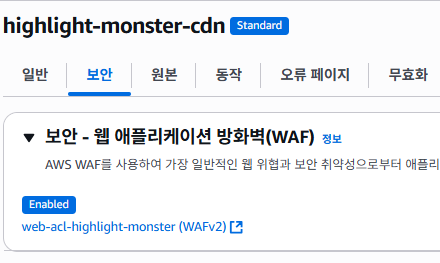 highlight-monster-cdn Standard
일반 보안 원본 동작 오류 페이지 무효화
▼ 보안 - 웹 애플리케이션 방화벽(WAF) 정보
AWS WAF를 사용하여 가장 일반적인 웹 위협과 보안 취약성으로부터 애플리
Enabled
web-acl-highlight-monster (WAFv2)